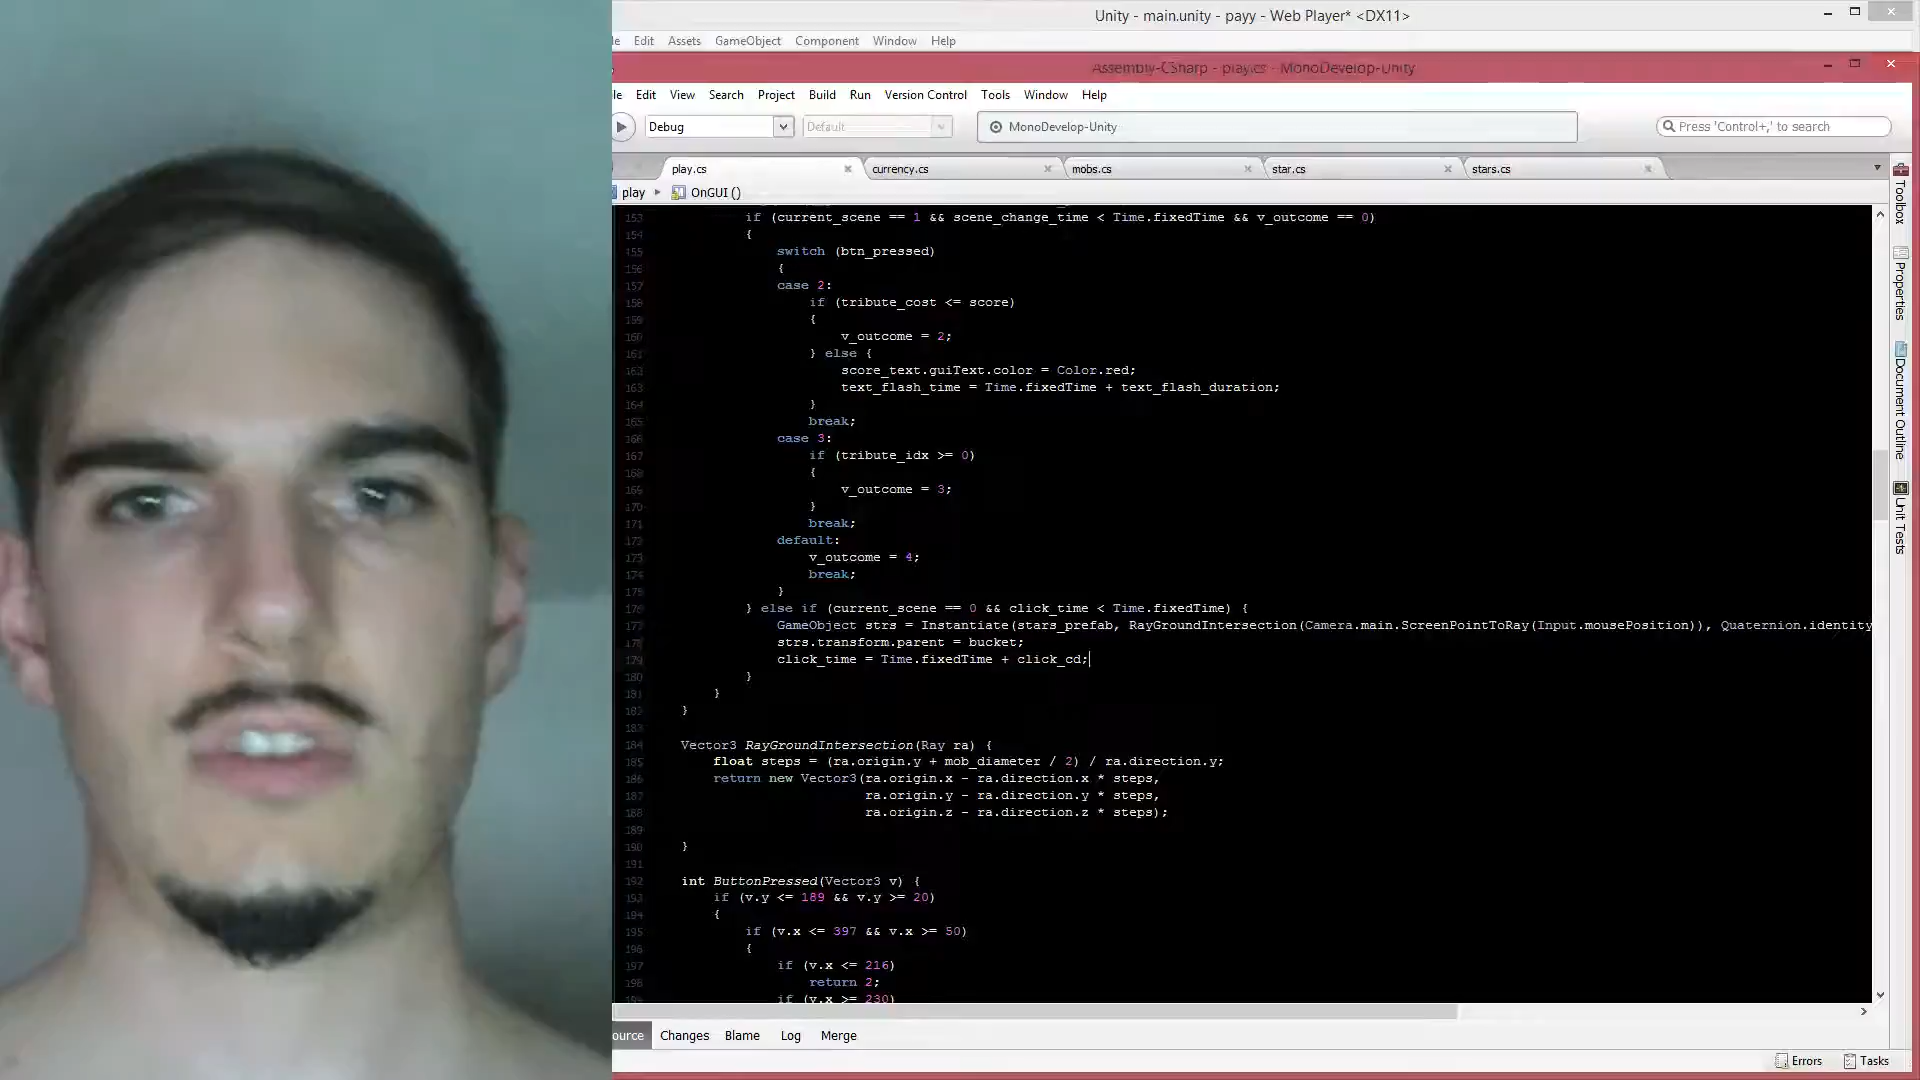 Unity - main.unity - payy - Web Player* <DX11>
Edit Assets GameObject Component Window Help
Assembly-CSharp - play.cs - MonoDevelop-Unity
Edit View Search Project Build Run Version Control Tools Window Help
Debug
Default
MonoDevelop-Unity
Press 'Control+,' to search
play.cs
currency.cs
mobs.cs
star.cs
stars.cs
play
OnGUI ()
153 if (current_scene == 1 && scene_change_time < Time.fixedTime && v_outcome == 0)
154 {
155 switch (btn_pressed)
156 {
157 case 2:
158 if (tribute_cost <= score)
159 {
160 v_outcome = 2;
161 } else {
162 score_text.guiText.color = Color.red;
163 text_flash_time = Time.fixedTime + text_flash_duration;
164 }
165 break;
166 case 3:
167 if (tribute_idx >= 0)
168 {
169 v_outcome = 3;
170 }
171 break;
172 default:
173 v_outcome = 4;
174 break;
175 }
176 } else if (current_scene == 0 && click_time < Time.fixedTime) {
177 GameObject strs = Instantiate(stars_prefab, RayGroundIntersection(Camera.main.ScreenPointToRay(Input.mousePosition)), Quaternion.identity
178 strs.transform.parent = bucket;
179 click_time = Time.fixedTime + click_cd;
180 }
181 }
182 }
183
184 Vector3 RayGroundIntersection(Ray ra) {
185 float steps = (ra.origin.y + mob_diameter / 2) / ra.direction.y;
186 return new Vector3(ra.origin.x - ra.direction.x * steps,
187 ra.origin.y - ra.direction.y * steps,
188 ra.origin.z - ra.direction.z * steps);
189
190 }
191
192 int ButtonPressed(Vector3 v) {
193 if (v.y <= 189 && v.y >= 20)
194 {
195 if (v.x <= 397 && v.x >= 50)
196 {
197 if (v.x <= 216)
198 return 2;
199 if (v.x >= 230)
Toolbox
Properties
Document Outline
Unit Tests
Changes Blame Log Merge
Errors Tasks